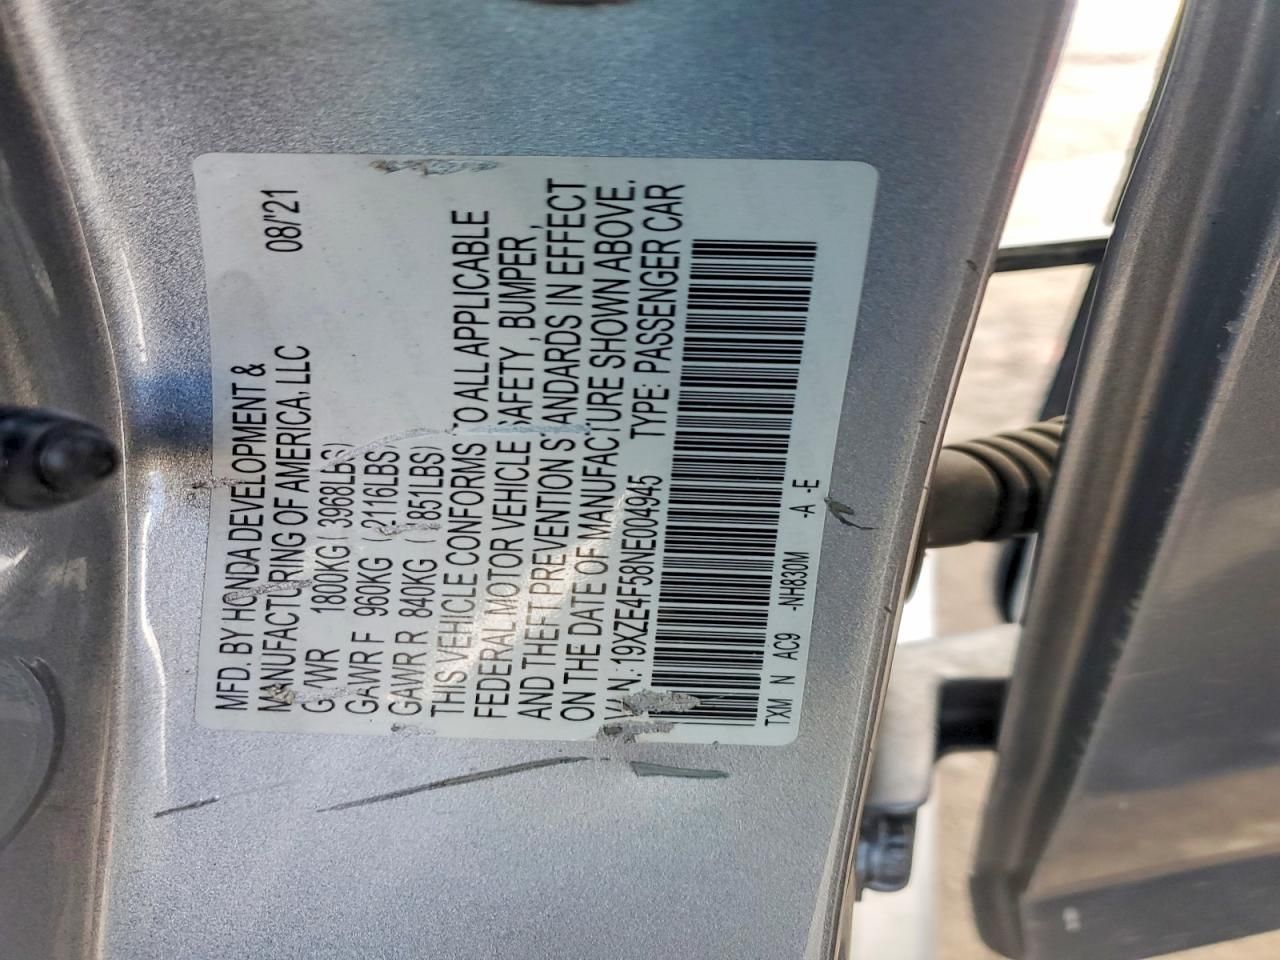 MFD. BY HONDA DEVELOPMENT & 08/'21
MANUFACTURING OF AMERICA, LLC
GVWR 1800KG ( 3968LBS)
GAWR F 960KG ( 2116LBS)
GAWR R 840KG ( 1851LBS)
THIS VEHICLE CONFORMS TO ALL APPLICABLE
FEDERAL MOTOR VEHICLE SAFETY, BUMPER,
AND THEFT PREVENTION STANDARDS IN EFFECT
ON THE DATE OF MANUFACTURE SHOWN ABOVE.
V.I.N.:19XZE4F58NE004945 TYPE: PASSENGER CAR
TXM N AC9 -NH830M -A -E